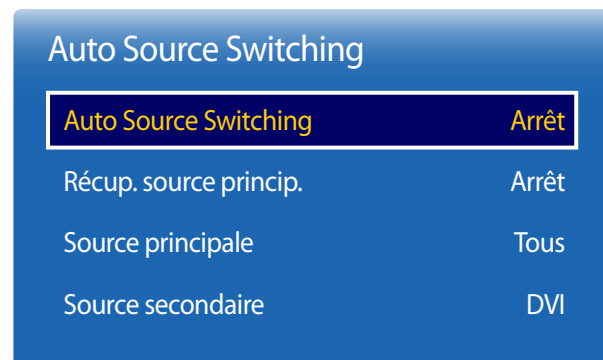 Auto Source Switching
Auto Source Switching Arrêt
Récup. source princip. Arrêt
Source principale Tous
Source secondaire DVI